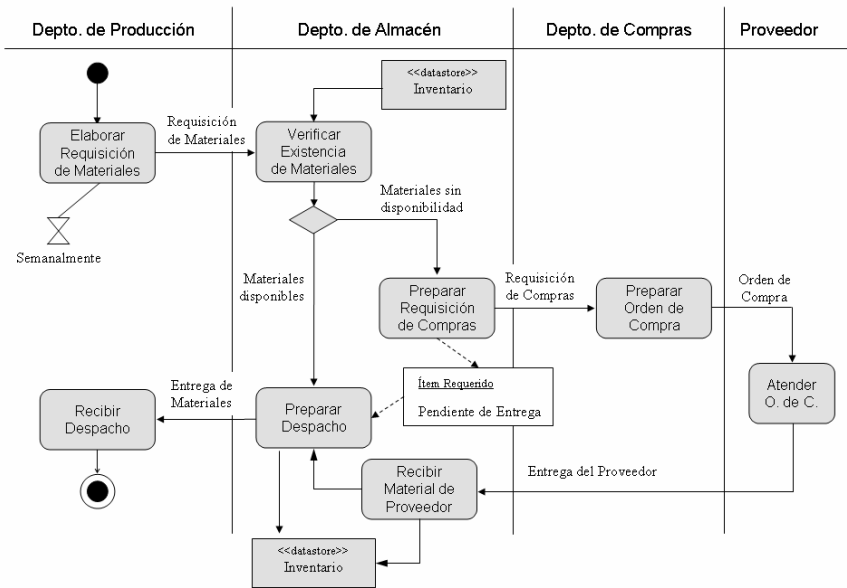 Depto. de Producción
Depto. de Almacén
Depto. de Compras
Proveedor
<<datastore>>
Inventario
Elaborar
Requisición
de Materiales
Requisición
de Materiales
Verificar
Existencia
de Materiales
Semanalmente
Materiales sin
disponibilidad
Materiales
disponibles
Preparar
Requisición
de Compras
Requisición
de Compras
Preparar
Orden de
Compra
Orden de
Compra
Ítem Requerido
Pendiente de Entrega
Atender
O. de C.
Recibir
Despacho
Entrega de
Materiales
Preparar
Despacho
Recibir
Material de
Proveedor
Entrega del Proveedor
<<datastore>>
Inventario